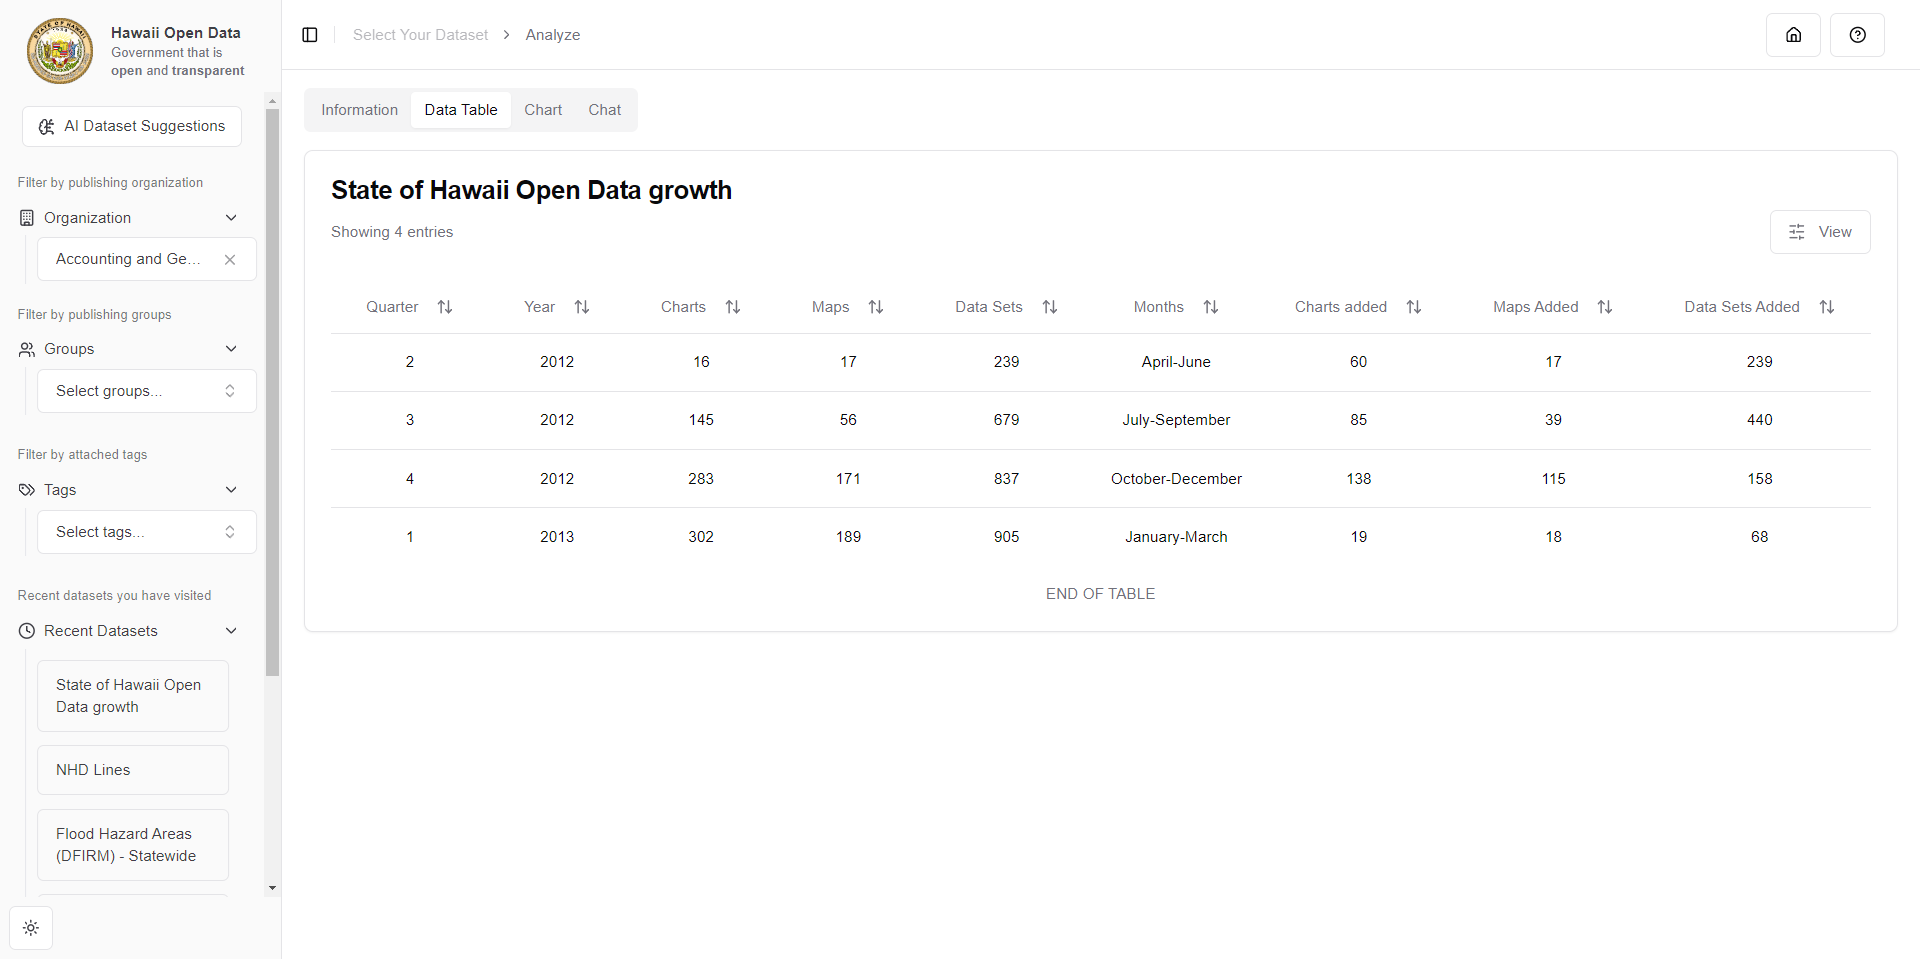 Hawaii Open Data
Government that is
open and transparent
AI Dataset Suggestions
Filter by publishing organization
Organization
Accounting and Ge...
Filter by publishing groups
Groups
Select groups...
Filter by attached tags
Tags
Select tags...
Recent datasets you have visited
Recent Datasets
State of Hawaii Open
Data growth
NHD Lines
Flood Hazard Areas
(DFIRM) - Statewide
Select Your Dataset > Analyze
Information Data Table Chart Chat
State of Hawaii Open Data growth
Showing 4 entries
View
Quarter Year Charts Maps Data Sets Months Charts added Maps Added Data Sets Added
2 2012 16 17 239 April-June 60 17 239
3 2012 145 56 679 July-September 85 39 440
4 2012 283 171 837 October-December 138 115 158
1 2013 302 189 905 January-March 19 18 68
END OF TABLE